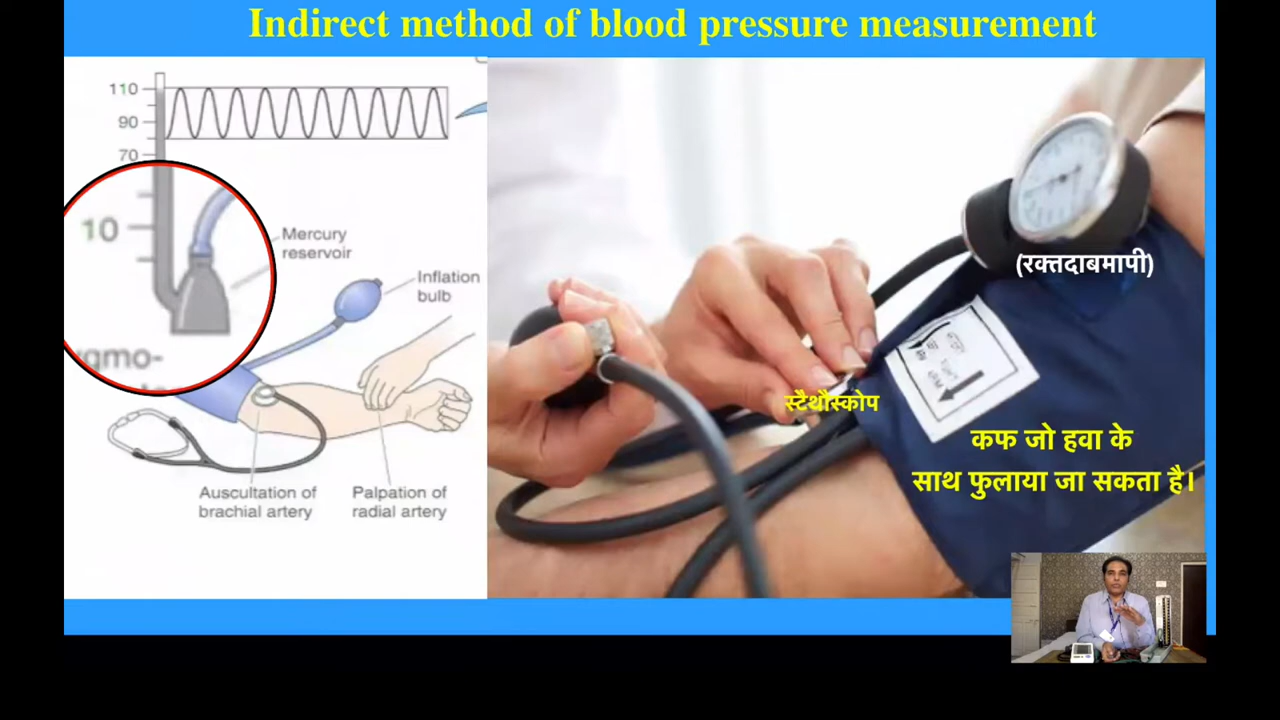 Indirect method of blood pressure measurement
110
90
70
10
Mercury
reservoir
Inflation
bulb
Auscultation of
brachial artery
Palpation of
radial artery
(रक्तदाबमापी)
स्टैथौस्कोप
कफ जो हवा के
साथ फुलाया जा सकता है।